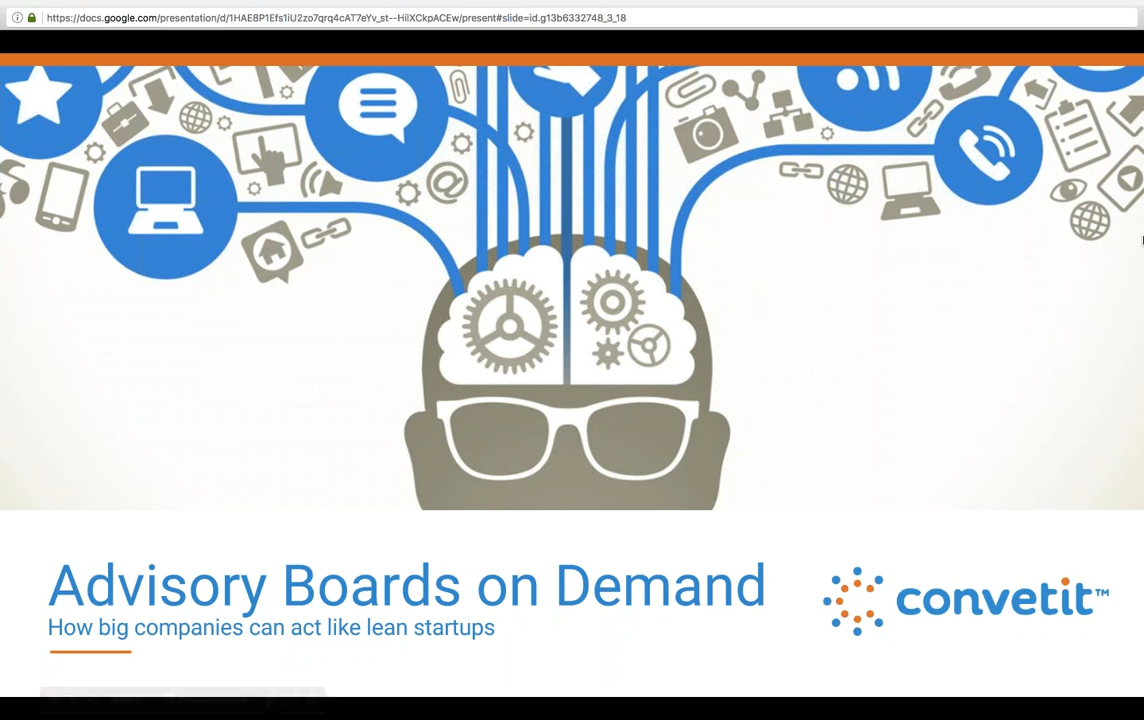 https://docs.google.com/presentation/d/1HAE8P1Efs1iU2zo7qrq4cAT7eYv_st--HilXCkpACEw/present#slide=id.g13b6332748_3_18
Advisory Boards on Demand
How big companies can act like lean startups
convetit™